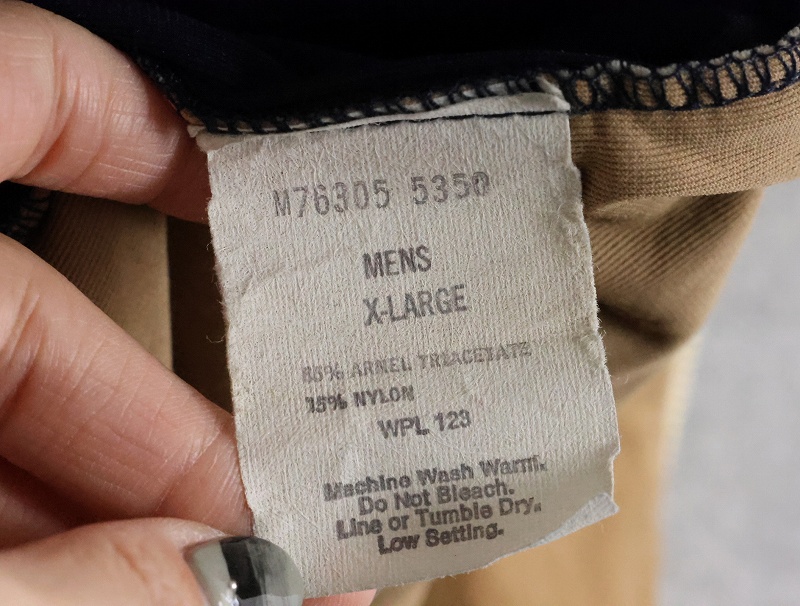 M76305 5350
MENS
X-LARGE
85% ARNEL TRIACETATE
15% NYLON
WPL 123
Machine Wash Warm.
Do Not Bleach.
Line or Tumble Dry.
Low Setting.